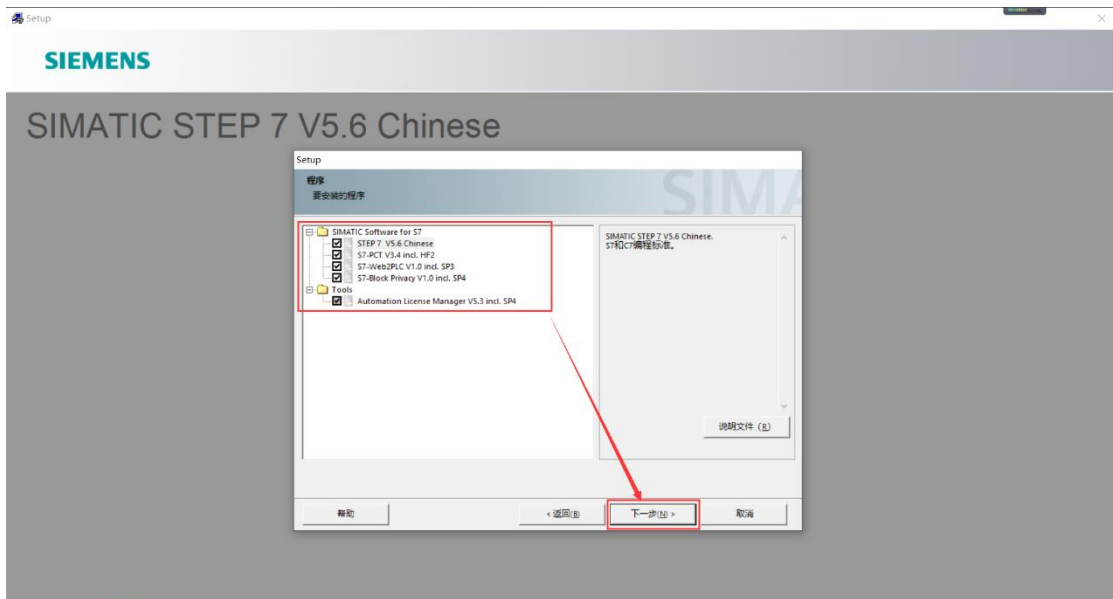 Setup
SIEMENS
SIMATIC STEP 7 V5.6 Chinese
Setup
程序
要安装的程序
SIMA
SIMATIC Software for S7
STEP 7 V5.6 Chinese
S7-PCT V3.4 incl. HF2
S7-Web2PLC V1.0 incl. SP3
S7-Block Privacy V1.0 incl. SP4
Tools
Automation License Manager V5.3 incl. SP4
SIMATIC STEP 7 V5.6 Chinese.
S7和C7编程标准。
说明文件 (R)
帮助
< 返回(B)
下一步(N) >
取消